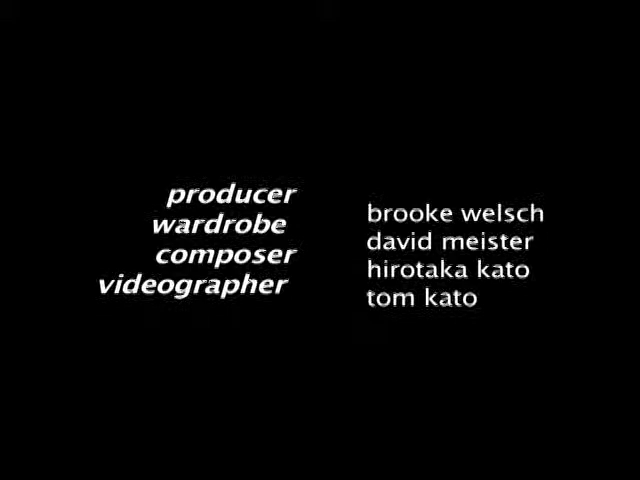 producer
wardrobe
composer
videographer
brooke welsch
david meister
hirotaka kato
tom kato